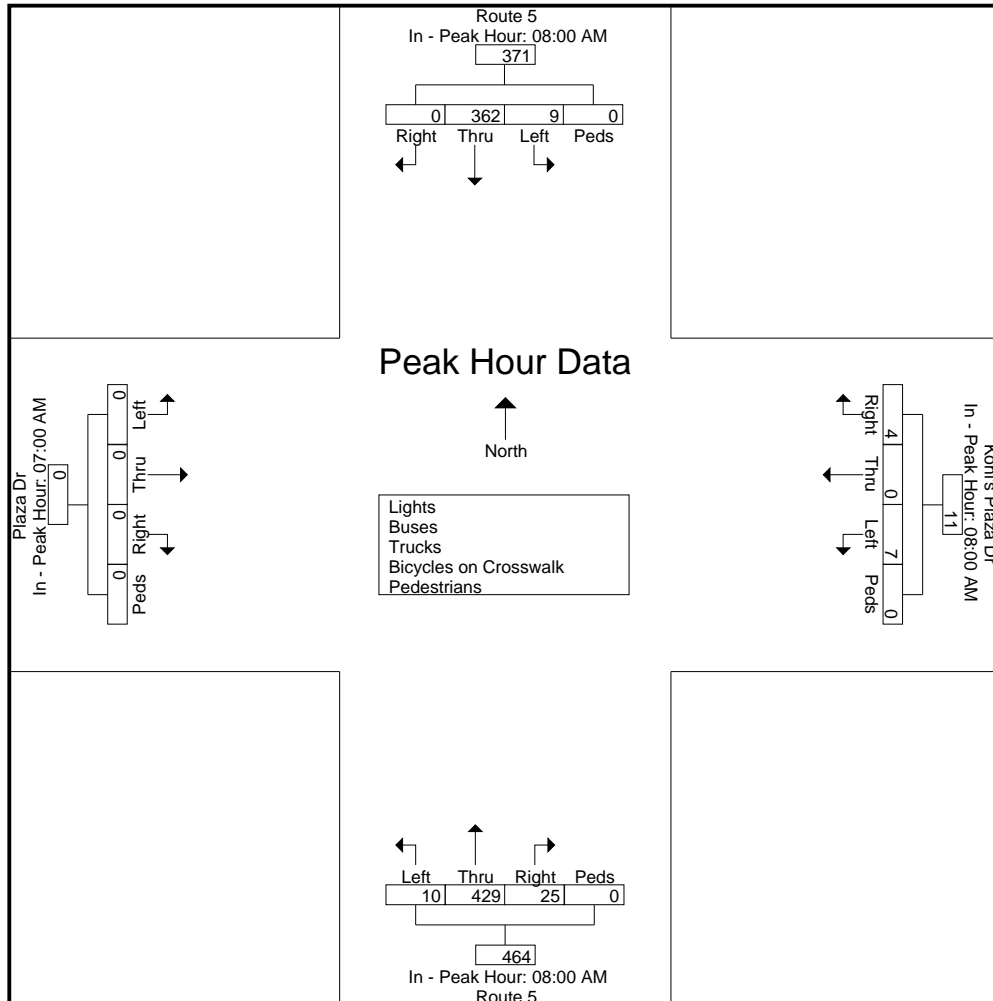 Route 5
In - Peak Hour: 08:00 AM
371
0 362 9 0
Right Thru Left Peds
Peak Hour Data
North
Lights
Buses
Trucks
Bicycles on Crosswalk
Pedestrians
Plaza Dr
In - Peak Hour: 07:00 AM
0
0 0 0 0
Left Thru Right Peds
Kohl's Plaza Dr
In - Peak Hour: 08:00 AM
11
4 0 7 0
Right Thru Left Peds
Left Thru Right Peds
10 429 25 0
464
In - Peak Hour: 08:00 AM
Route 5